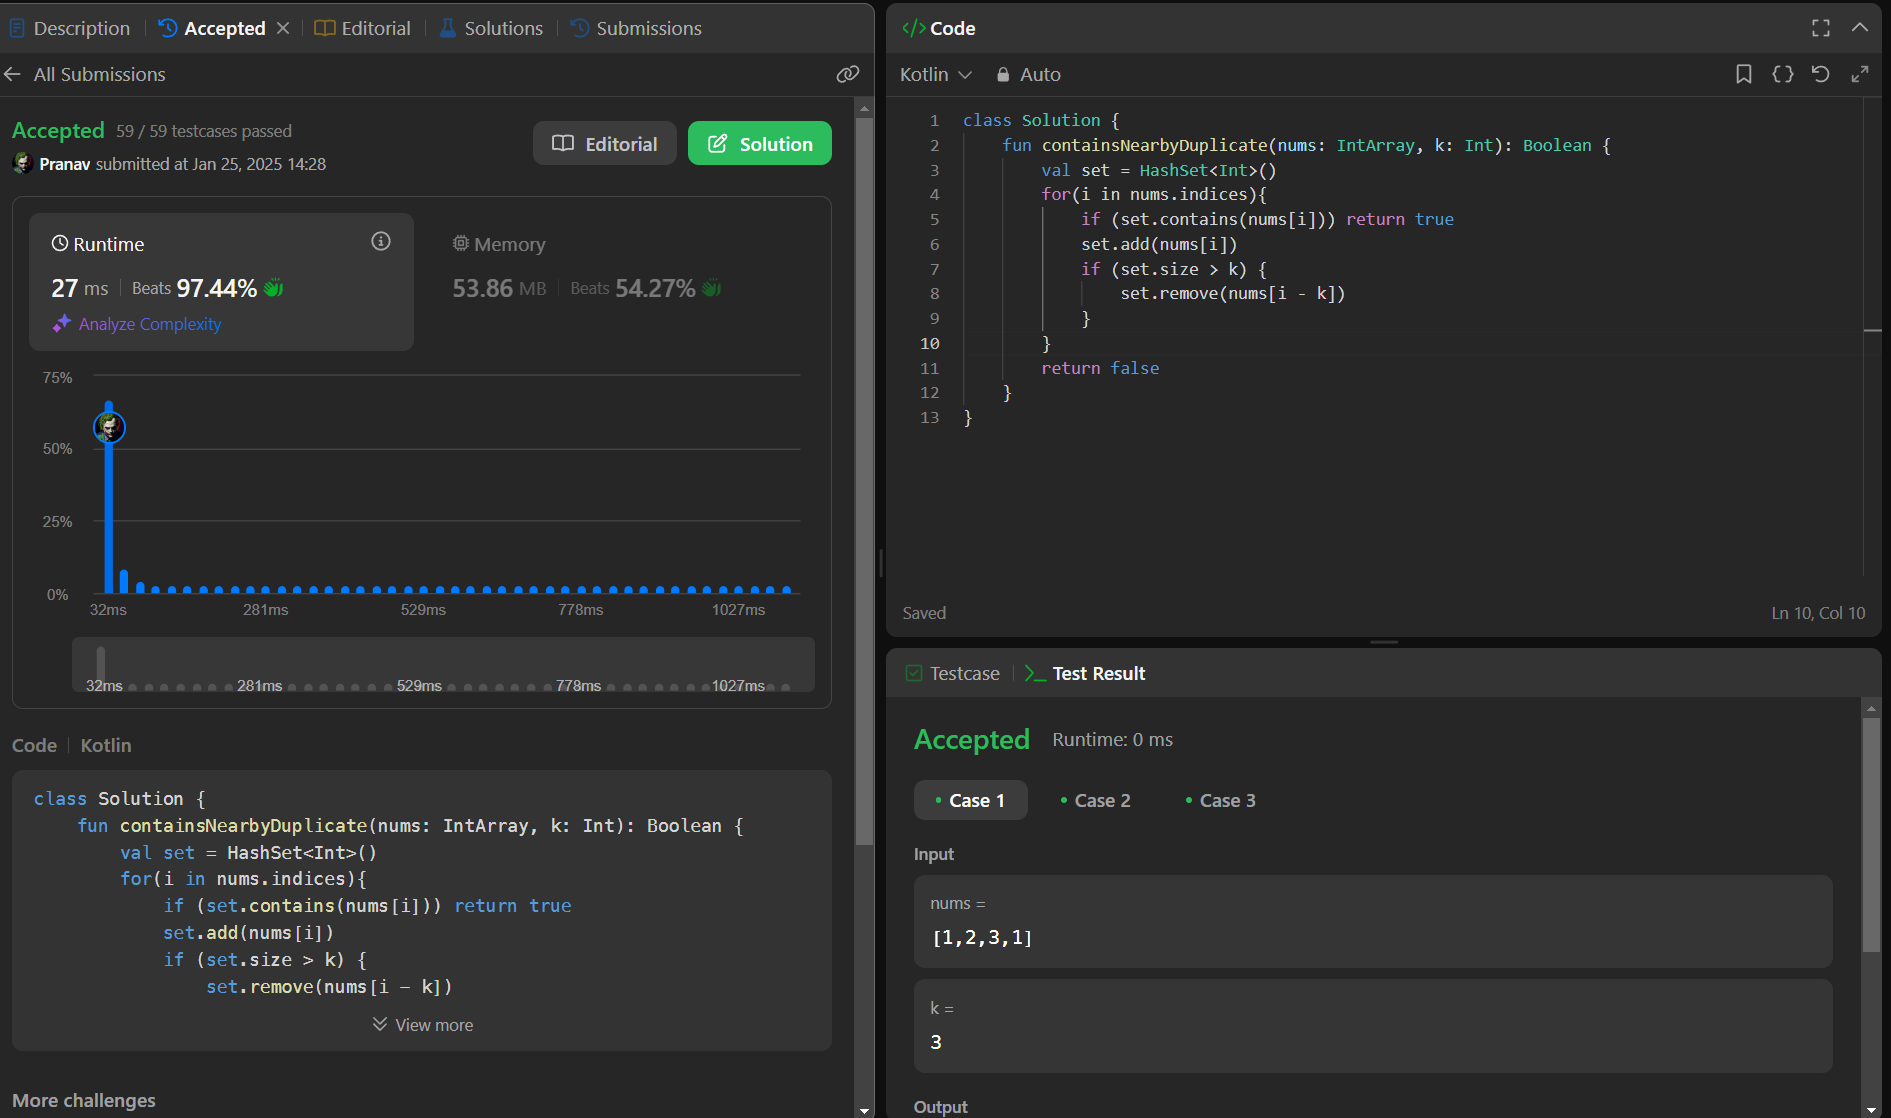 Description
Accepted
Editorial
Solutions
Submissions
All Submissions
Accepted 59 / 59 testcases passed
Pranav submitted at Jan 25, 2025 14:28
Editorial
Solution
Runtime
27 ms Beats 97.44%
Analyze Complexity
Memory
53.86 MB Beats 54.27%
75%
50%
25%
0%
32ms 281ms 529ms 778ms 1027ms
32ms 281ms 529ms 778ms 1027ms
Code Kotlin
class Solution {
fun containsNearbyDuplicate(nums: IntArray, k: Int): Boolean {
val set = HashSet<Int>()
for(i in nums.indices){
if (set.contains(nums[i])) return true
set.add(nums[i])
if (set.size > k) {
set.remove(nums[i - k])
View more
More challenges
Code
Kotlin Auto
1 class Solution {
2 fun containsNearbyDuplicate(nums: IntArray, k: Int): Boolean {
3 val set = HashSet<Int>()
4 for(i in nums.indices){
5 if (set.contains(nums[i])) return true
6 set.add(nums[i])
7 if (set.size > k) {
8 set.remove(nums[i - k])
9 }
10 }
11 return false
12 }
13 }
Saved
Ln 10, Col 10
Testcase
Test Result
Accepted Runtime: 0 ms
Case 1
Case 2
Case 3
Input
nums =
[1,2,3,1]
k =
3
Output